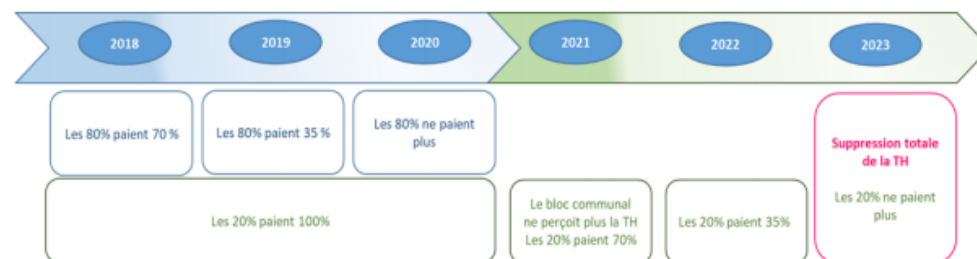 2018
2019
2020
2021
2022
2023
Les 80% paient 70 %
Les 80% paient 35 %
Les 80% ne paient
plus
Les 20% paient 100%
Le bloc communal
ne perçoit plus la TH
Les 20% paient 70%
Les 20% paient 35%
Suppression totale
de la TH
Les 20% ne paient
plus